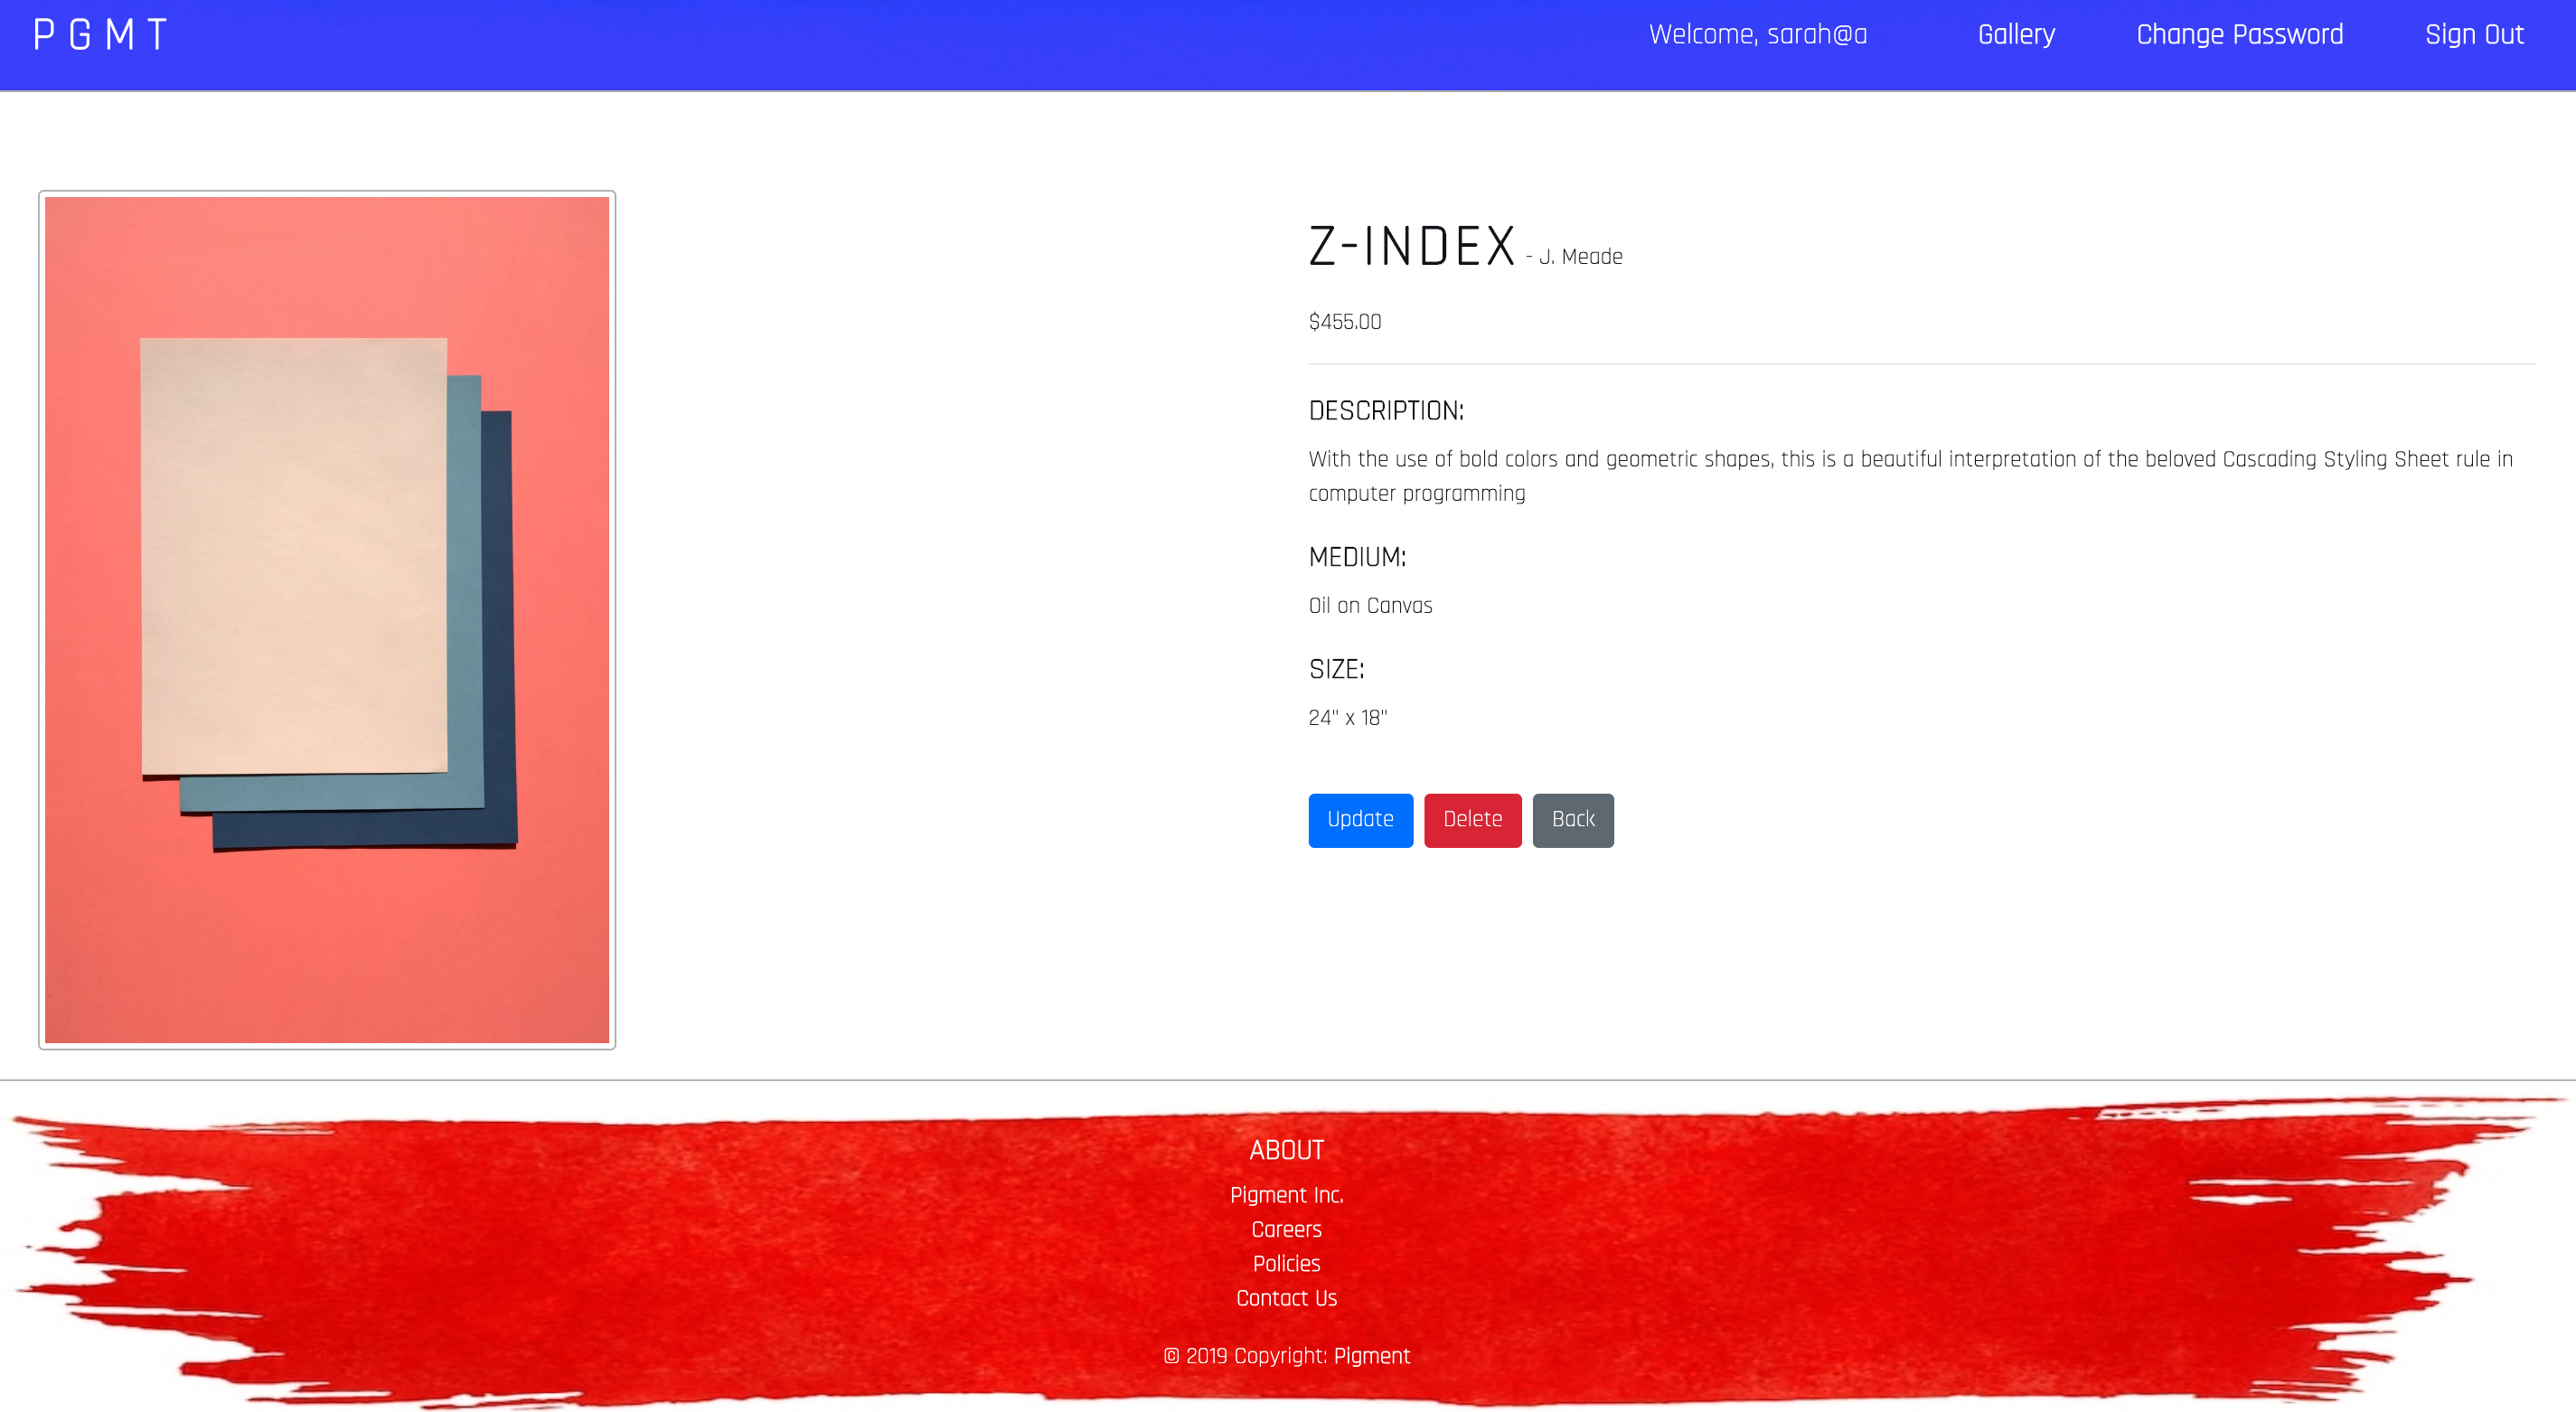 PGMT
Welcome, sarah@a Gallery Change Password Sign Out
Z-INDEX - J. Meade
$455.00
DESCRIPTION:
With the use of bold colors and geometric shapes, this is a beautiful interpretation of the beloved Cascading Styling Sheet rule in
computer programming
MEDIUM:
Oil on Canvas
SIZE:
24" x 18"
Update Delete Back
ABOUT
Pigment Inc.
Careers
Policies
Contact Us
© 2019 Copyright: Pigment